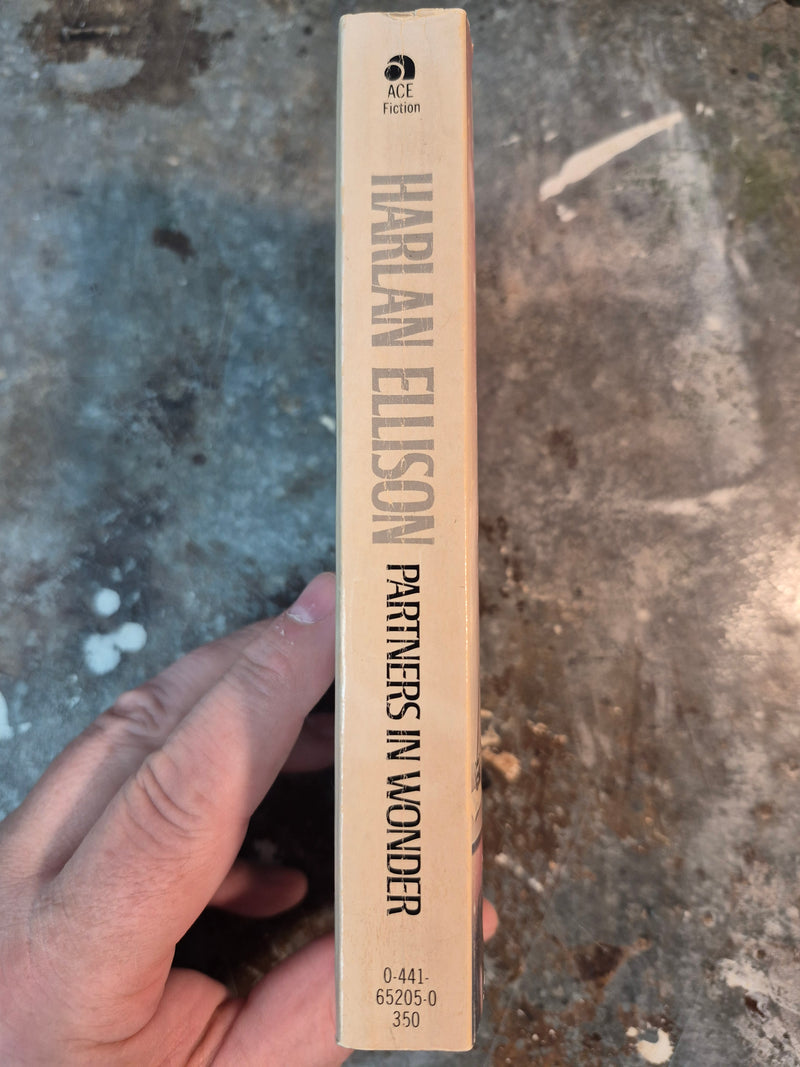 ACE
Fiction
HARLAN ELLISON
PARTNERS IN WONDER
0-441-
65205-0
350